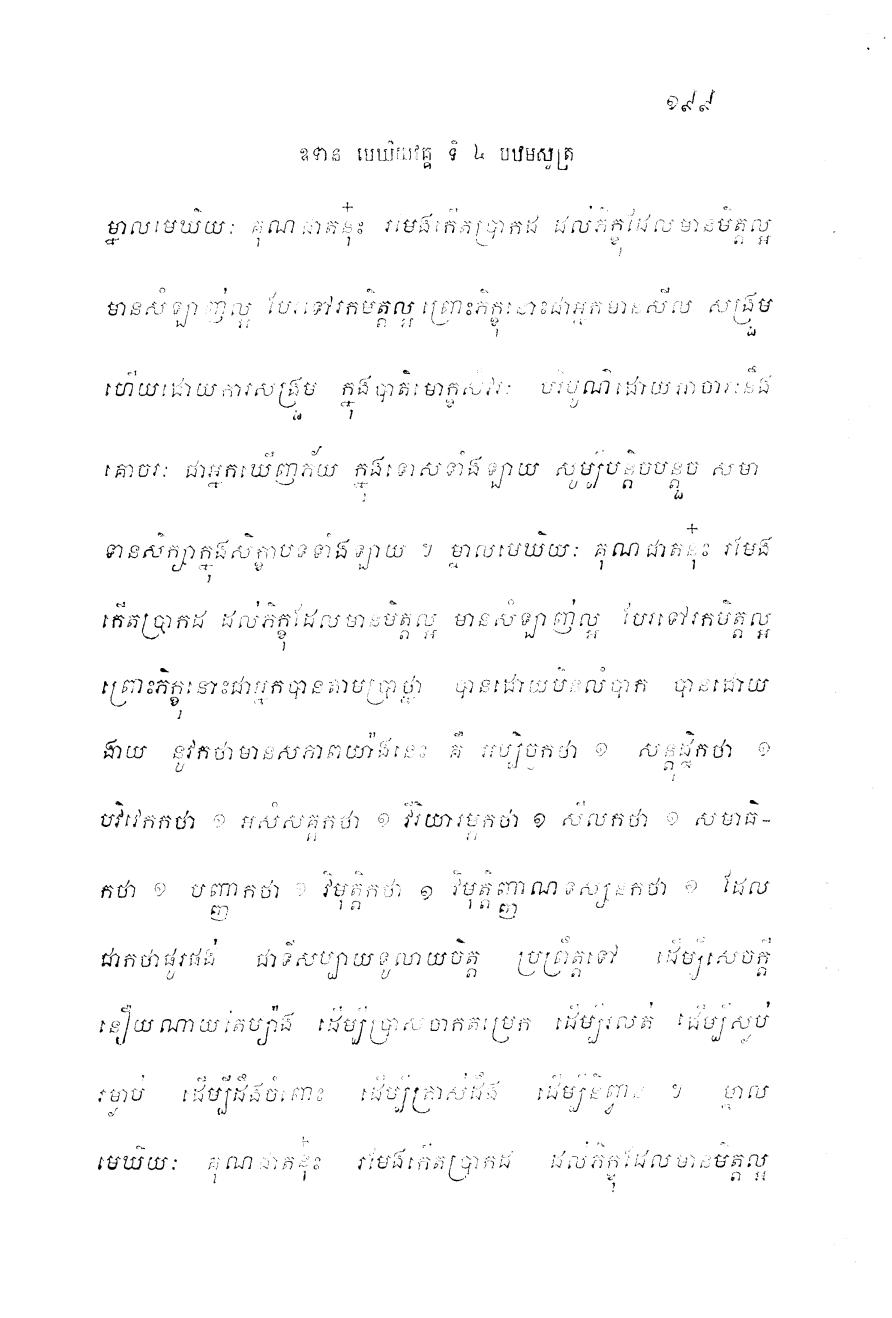 ១៩៩
ឧទាន មេឃិយវគ្គ ទី ៤ បឋមសូត្រ
ម្នាលមេឃិយៈ គុណជាតនុ៎ះ រមែងកើតប្រាកដ ដល់ភិក្ខុដែលមានមិត្តល្អ
មានសំឡាញ់ល្អ បែរទៅរកមិត្តល្អ ព្រោះភិក្ខុនោះជាអ្នកមានសីល សង្រួម
ហើយដោយការសង្រួម ក្នុងបាតិមោក្ខសំវរៈ បរិបូណ៌ដោយអាចារៈនឹង
គោចរៈ ជាអ្នកឃើញភ័យ ក្នុងទោសទាំងឡាយ សូម្បីបន្តិចបន្តួច សមា
ទានសិក្សាក្នុងសិក្ខាបទទាំងឡាយ ។ ម្នាលមេឃិយៈ គុណជាតនុ៎ះ រមែង
កើតប្រាកដ ដល់ភិក្ខុដែលមានមិត្តល្អ មានសំឡាញ់ល្អ បែរទៅរកមិត្តល្អ
ព្រោះភិក្ខុនោះជាអ្នកបានតាមប្រាថ្នា បានដោយមិនលំបាក បានដោយ
ងាយ នូវកថាមានសភាពយ៉ាងនេះ គឺ អប្បិច្ឆកថា ១ សន្តុដ្ឋិកថា ១
បវិវេកកថា ១ អសំសគ្គកថា ១ វីរិយារម្ភកថា ១ សីលកថា ១ សមាធិ-
កថា ១ បញ្ញាកថា ១ វិមុត្តិកថា ១ វិមុត្តិញ្ញាណទស្សនកថា ១ ដែល
ជាកថាផូរផង់ ជាទីសប្បាយទូលាយចិត្ត ប្រព្រឹត្តទៅ ដើម្បីសេចក្តី
នឿយណាយតែម្យ៉ាង ដើម្បីប្រាសចាកតម្រេក ដើម្បីរលត់ ដើម្បីស្ងប់
រម្ងាប់ ដើម្បីដឹងចំពោះ ដើម្បីត្រាស់ដឹង ដើម្បីនិព្វាន ។ ម្នាល
មេឃិយៈ គុណជាតនុ៎ះ រមែងកើតប្រាកដ ដល់ភិក្ខុដែលមានមិត្តល្អ